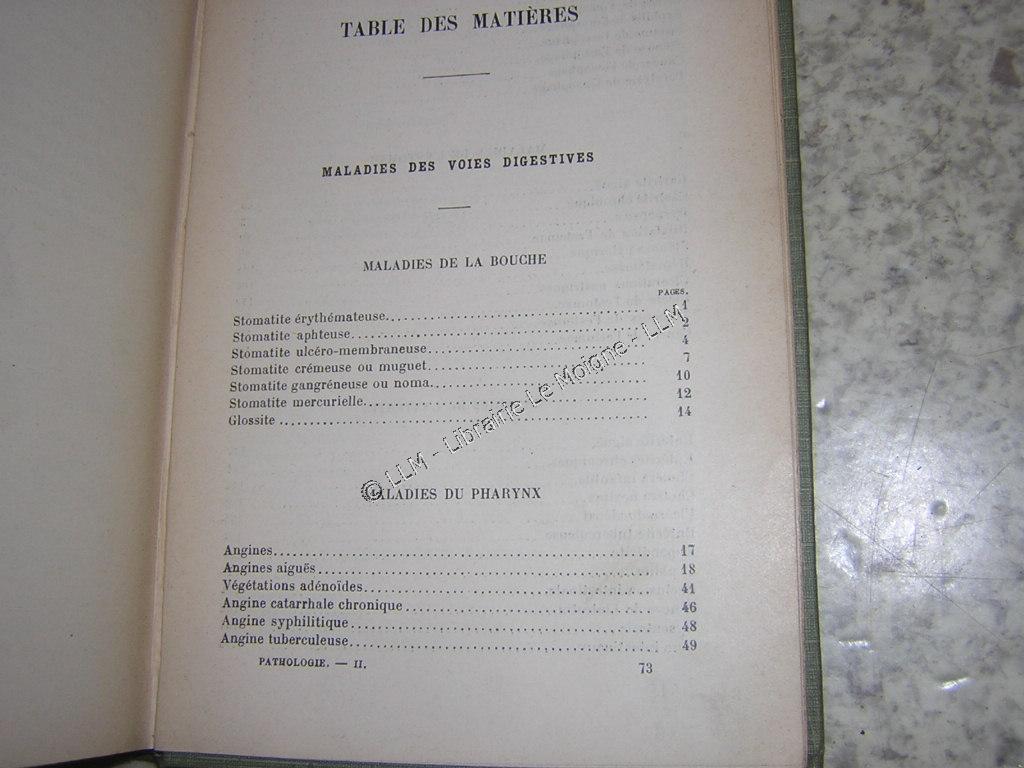 TABLE DES MATIÈRES
MALADIES DES VOIES DIGESTIVES
MALADIES DE LA BOUCHE
PAGES.
Stomatite érythémateuse 1
Stomatite aphteuse 2
Stomatite ulcéro-membraneuse 4
Stomatite crémeuse ou muguet 7
Stomatite gangréneuse ou noma 10
Stomatite mercurielle 12
Glossite 14
© LLM - Librairie Le Moigne - LLM
MALADIES DU PHARYNX
Angines 17
Angines aiguës 18
Végétations adénoïdes 41
Angine catarrhale chronique 46
Angine syphilitique 48
Angine tuberculeuse 49
PATHOLOGIE. — II. 73